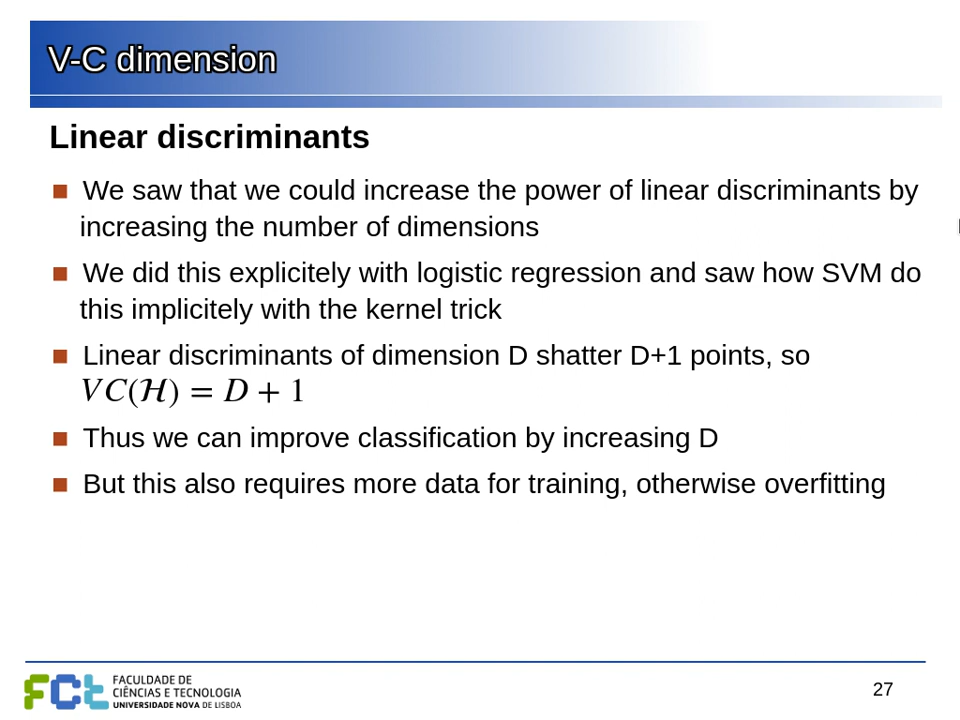 V-C dimension
Linear discriminants
■ We saw that we could increase the power of linear discriminants by
increasing the number of dimensions
■ We did this explicitely with logistic regression and saw how SVM do
this implicitely with the kernel trick
■ Linear discriminants of dimension D shatter D+1 points, so
VC(ℋ) = D + 1
■ Thus we can improve classification by increasing D
■ But this also requires more data for training, otherwise overfitting
FCt
FACULDADE DE
CIÊNCIAS E TECNOLOGIA
UNIVERSIDADE NOVA DE LISBOA
27